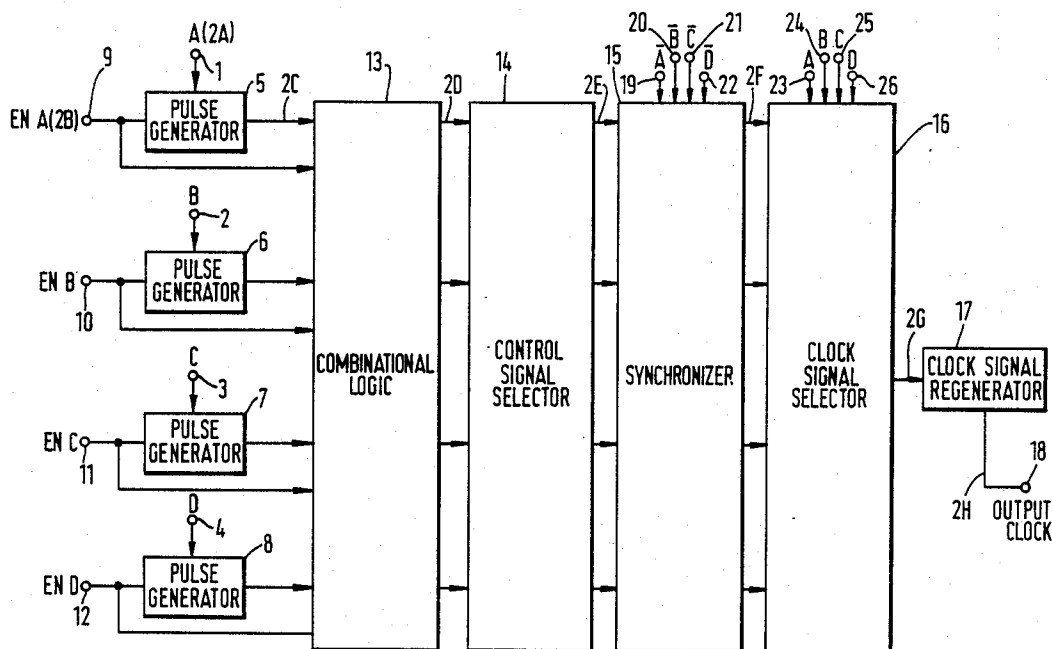 A(2A)
1
9
5
2C
EN A(2B)
PULSE
GENERATOR
B
2
6
EN B
10
PULSE
GENERATOR
C
3
7
EN C
11
PULSE
GENERATOR
D
4
8
EN D
12
PULSE
GENERATOR
13
COMBINATIONAL
LOGIC
2D
14
CONTROL
SIGNAL
SELECTOR
2E
15
20
B̅
C̅
21
A̅
D̅
19
22
SYNCHRONIZER
2F
24
B
C
25
A
D
23
26
16
CLOCK
SIGNAL
SELECTOR
2G
17
CLOCK SIGNAL
REGENERATOR
18
2H
OUTPUT
CLOCK